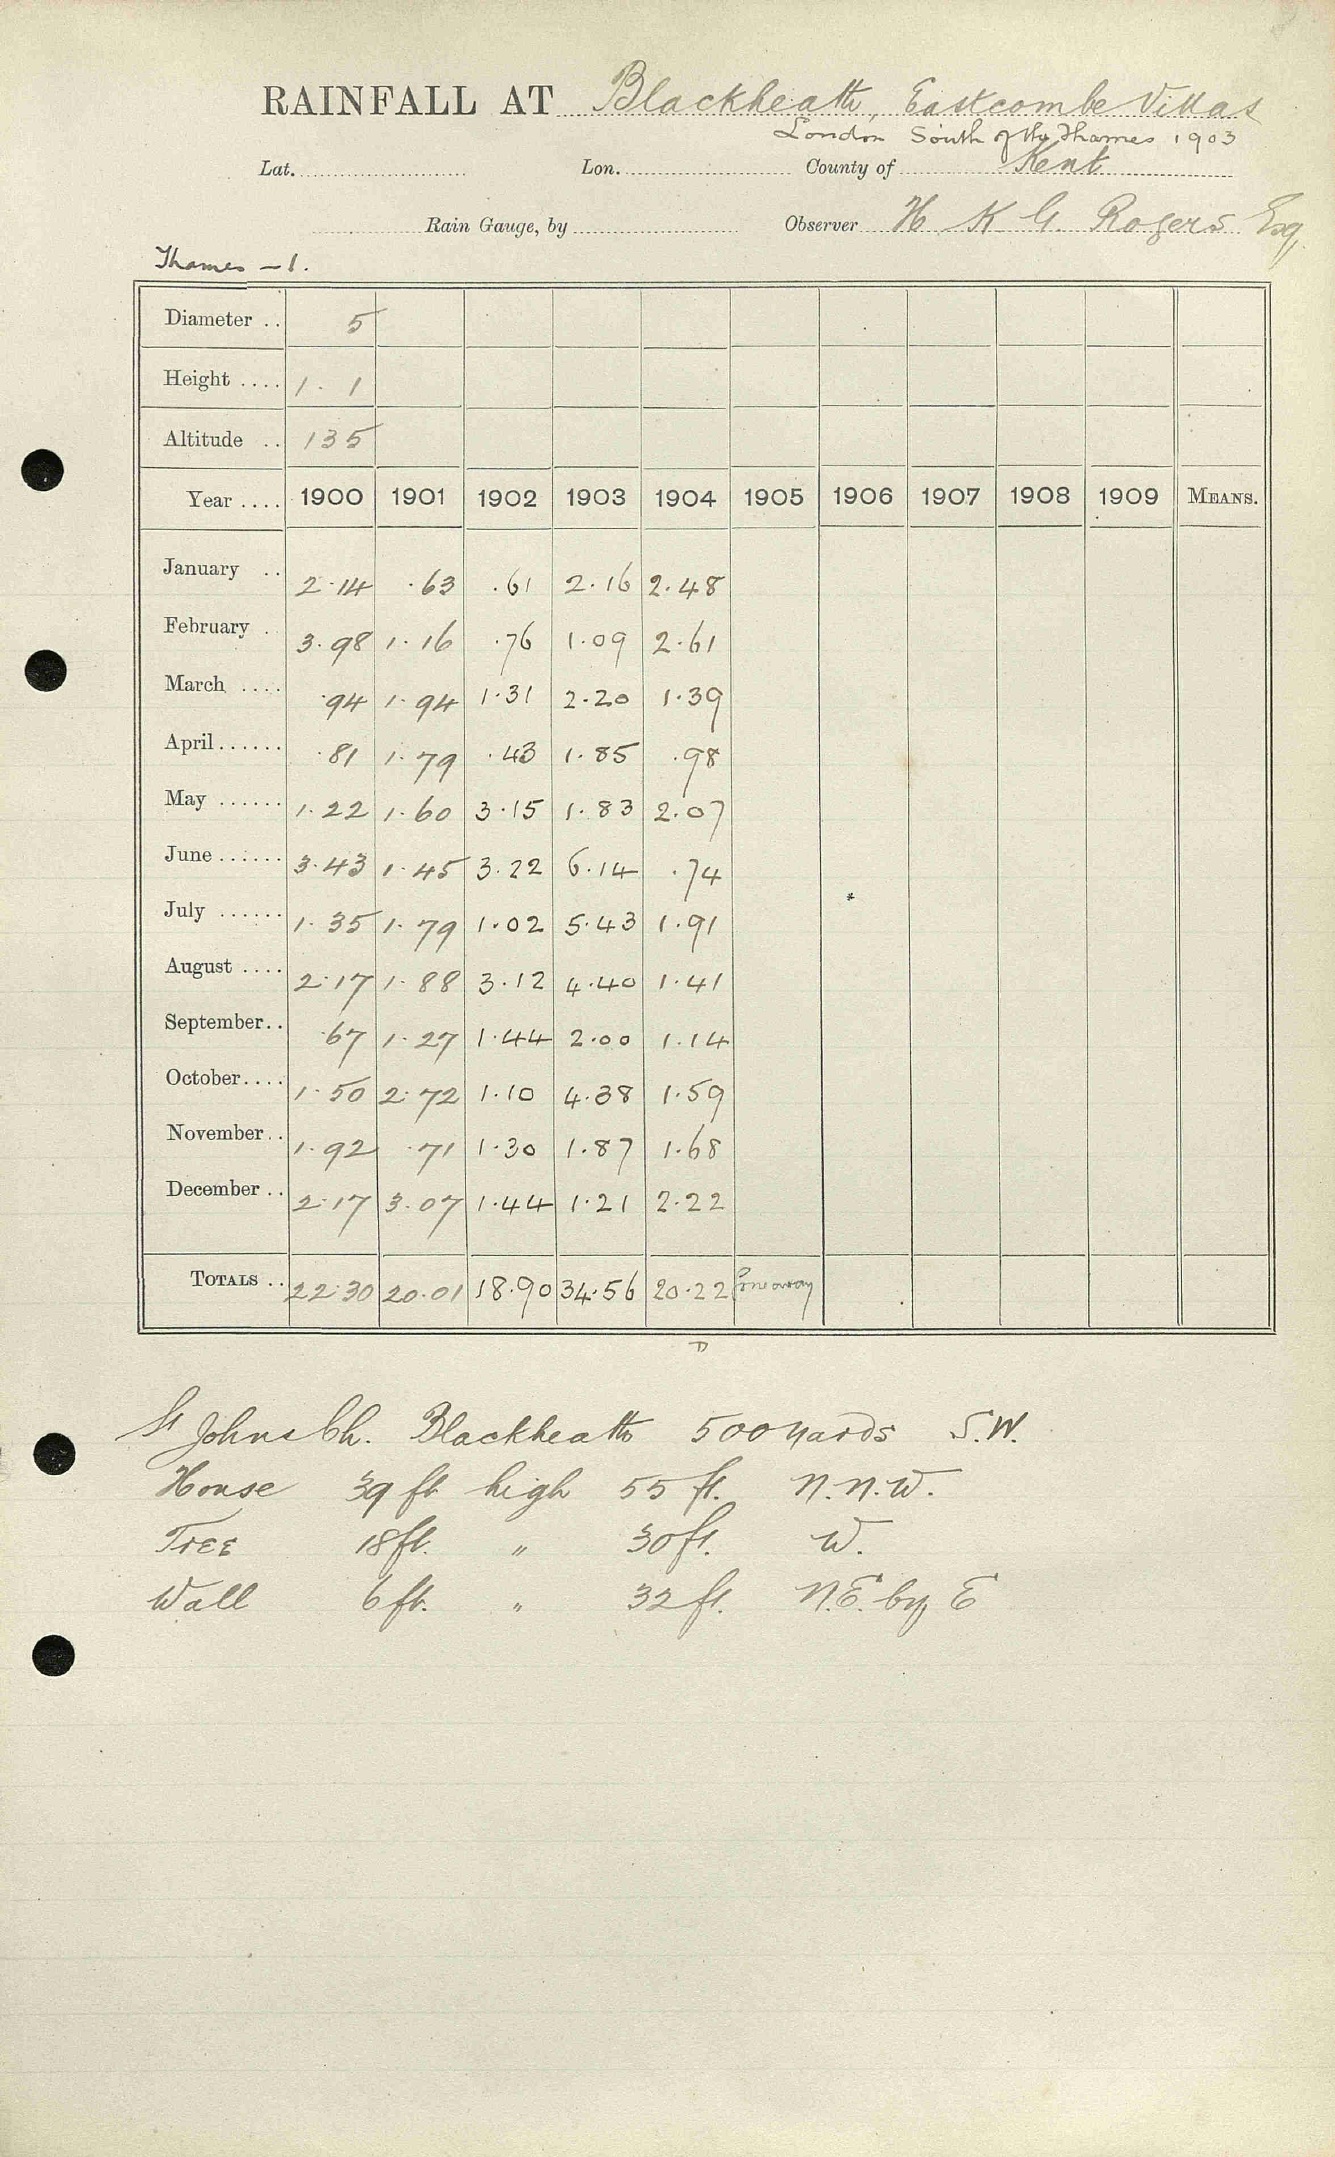 RAINFALL AT Blackheath, Eastcombe Villas
London South of the Thames 1903
Lat. Lon. County of Kent
Rain Gauge, by Observer H K G. Rogers Esq
Thames – 1.
Diameter .. 5
Height .... 1 · 1
Altitude .. 135
Year .... 1900 1901 1902 1903 1904 1905 1906 1907 1908 1909 MEANS.
January .. 2·14 ·63 ·61 2·16 2·48
February . 3·98 1·16 ·76 1·09 2·61
March .... ·94 1·94 1·31 2·20 1·39
April ...... ·81 1·79 ·43 1·85 ·98
May ...... 1·22 1·60 3·15 1·83 2·07
June ...... 3·43 1·45 3·22 6·14 ·74
July ...... 1·35 1·79 1·02 5·43 1·91
August .... 2·17 1·88 3·12 4·40 1·41
September.. ·67 1·27 1·44 2·00 1·14
October.... 1·50 2·72 1·10 4·38 1·59
November.. 1·92 ·71 1·30 1·87 1·68
December .. 2·17 3·07 1·44 1·21 2·22
TOTALS .. 22·30 20·01 18·90 34·56 20·22 Gone away
St Johns Ch. Blackheath 500 yards S.W.
House 39 ft high 55 ft. N.N.W.
Tree 18 ft. " 30 ft. W.
Wall 6 ft. " 32 ft. N.E. by E